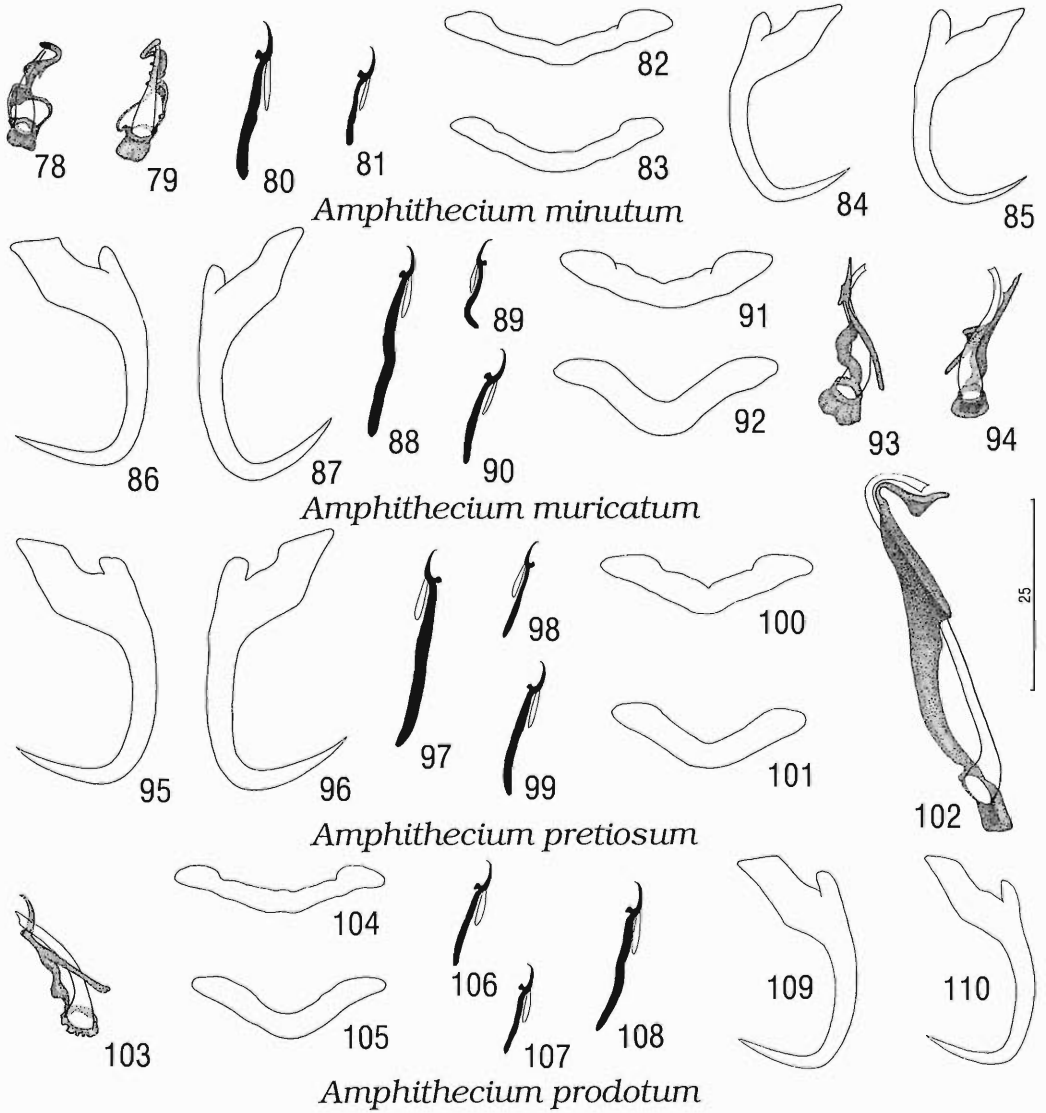 78 79 80 81 82 83 84 85
Amphithecium minutum
86 87 88 89 90 91 92 93 94
Amphithecium muricatum
95 96 97 98 99 100 101 102 25
Amphithecium pretiosum
103 104 105 106 107 108 109 110
Amphithecium prodotum